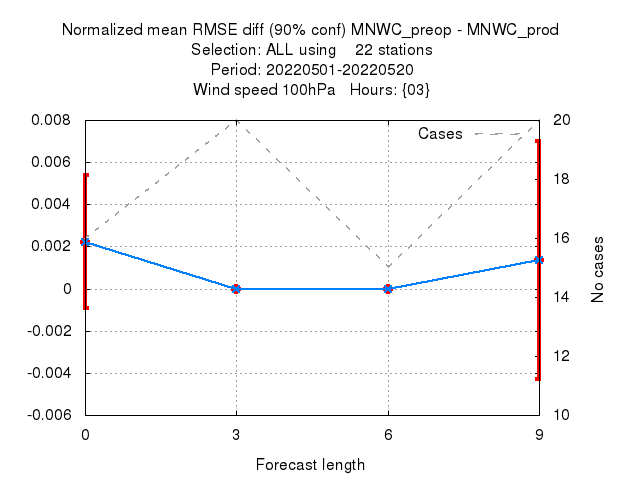 Normalized mean RMSE diff (90% conf) MNWC_preop - MNWC_prod
Selection: ALL using    22 stations
Period: 20220501-20220520
Wind speed 100hPa   Hours: {03}
Cases
0.008
0.006
0.004
0.002
0
-0.002
-0.004
-0.006
20
18
16
14
12
10
No cases
0 3 6 9
Forecast length